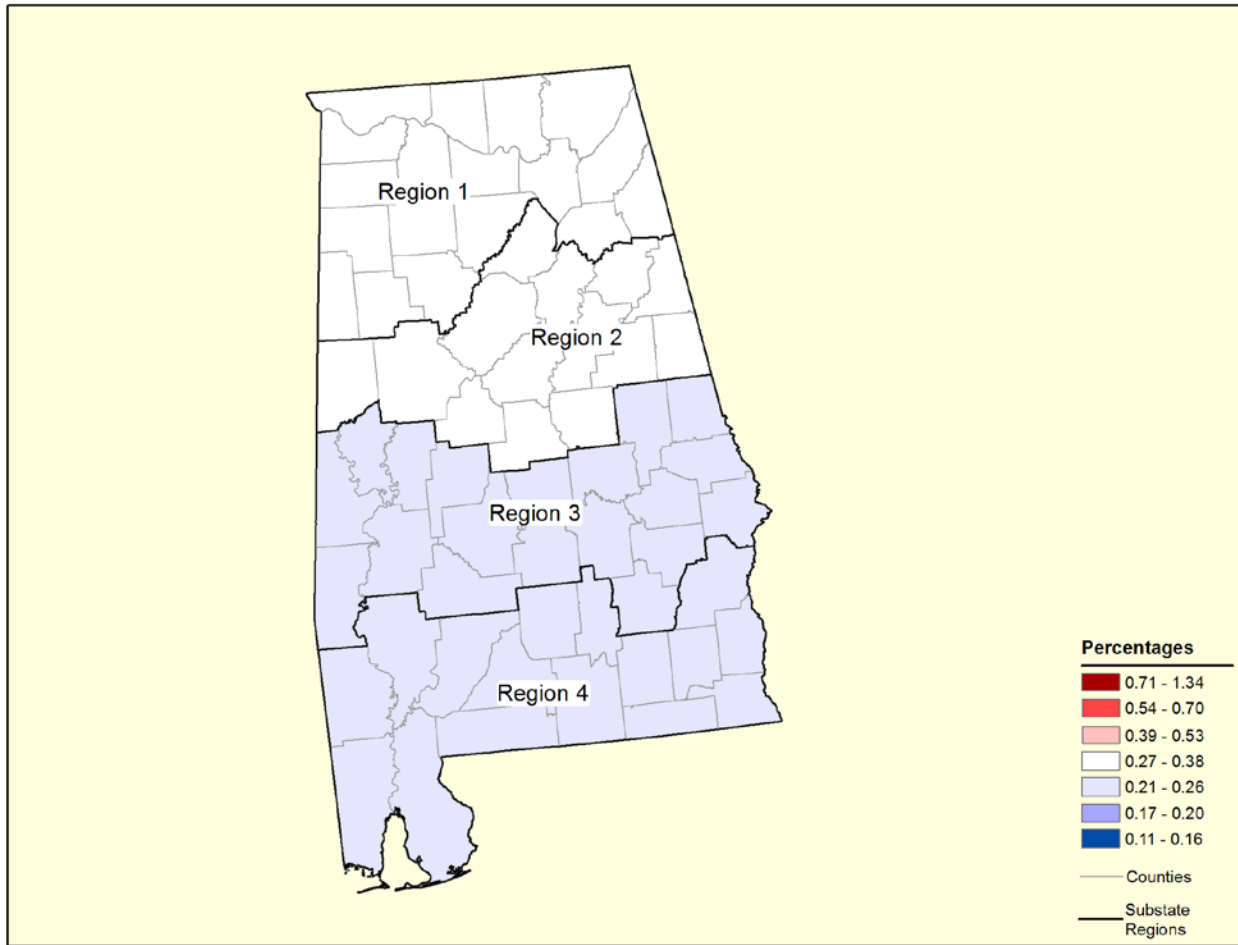 Region 1
Region 2
Region 3
Region 4
Percentages
0.71 - 1.34
0.54 - 0.70
0.39 - 0.53
0.27 - 0.38
0.21 - 0.26
0.17 - 0.20
0.11 - 0.16
Counties
Substate
Regions